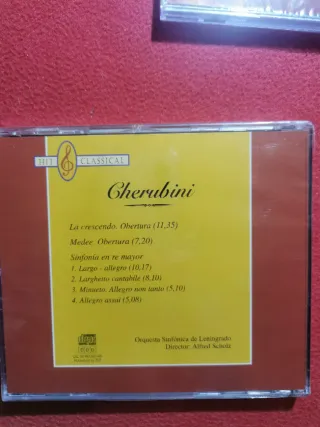 HIT CLASSICAL
Cherubini
La crescendo. Obertura (11,35)
Medee. Obertura (7,20)
Sinfonía en re mayor
1. Largo - allegro (10,17)
2. Larghetto cantabile (8,10)
3. Minueto. Allegro non tanto (5,10)
4. Allegro assai (5,08)
Orquesta Sinfónica de Leningrado
Director: Alfred Scholz